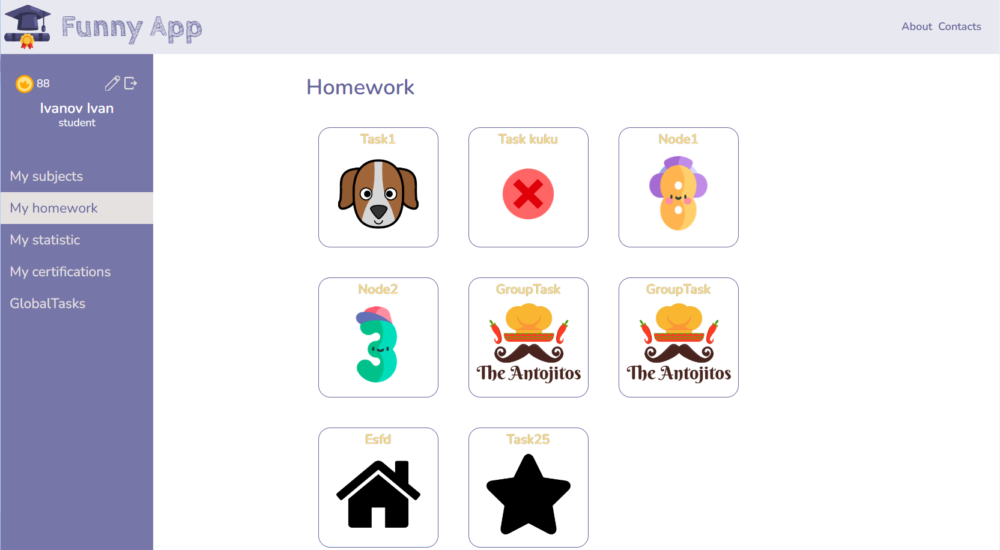 Funny App
About Contacts
88
Ivanov Ivan
student
My subjects
My homework
My statistic
My certifications
GlobalTasks
Homework
Task1
Task kuku
Node1
Node2
GroupTask
The Antojitos
GroupTask
The Antojitos
Esfd
Task25